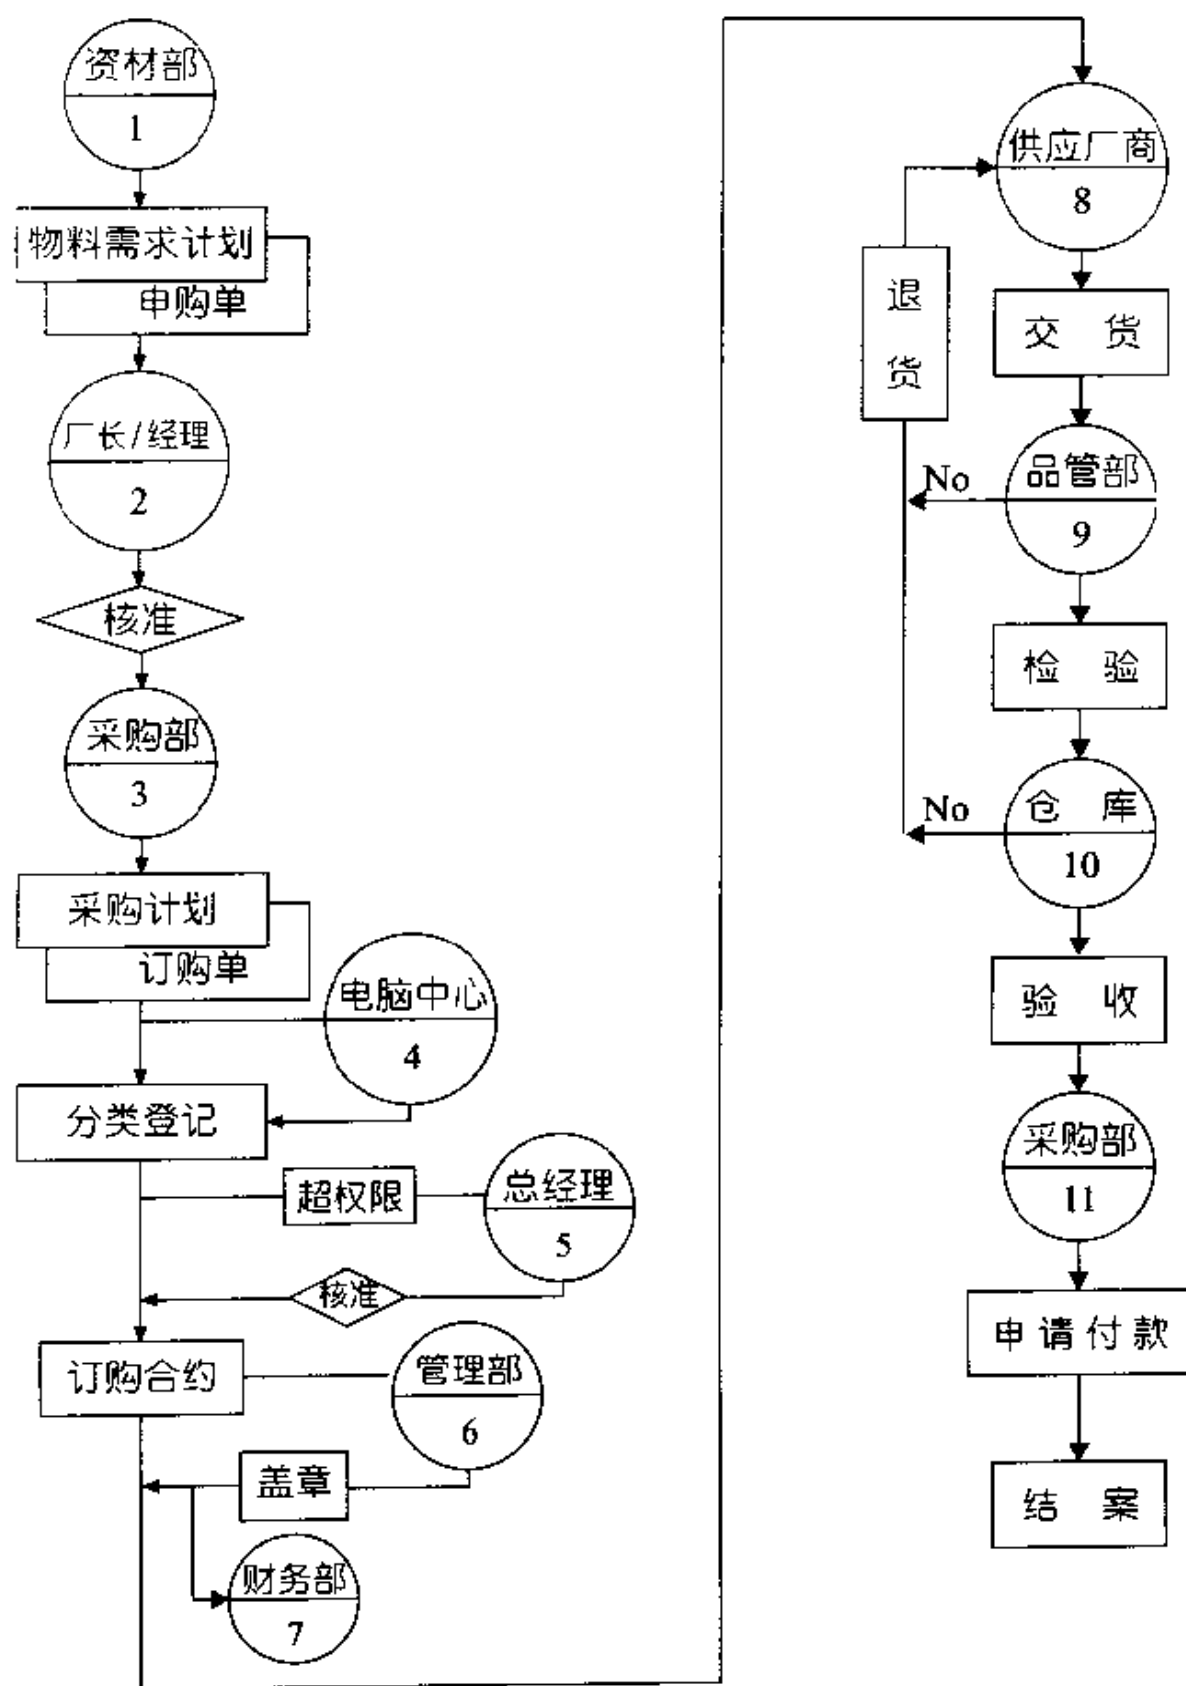 资材部
1
物料需求计划
申购单
厂长/经理
2
核准
采购部
3
采购计划
订购单
电脑中心
4
分类登记
超权限
总经理
5
核准
订购合约
管理部
6
盖章
财务部
7
供应厂商
8
退
货
交 货
No
品管部
9
检 验
No
仓 库
10
验 收
采购部
11
申请付款
结 案